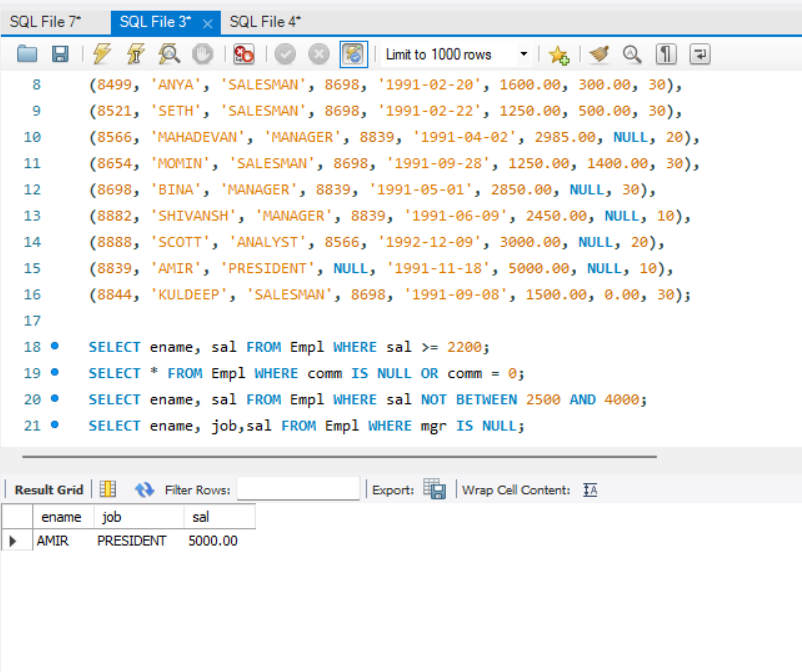 SQL File 7* SQL File 3* × SQL File 4*
Limit to 1000 rows
8 (8499, 'ANYA', 'SALESMAN', 8698, '1991-02-20', 1600.00, 300.00, 30),
9 (8521, 'SETH', 'SALESMAN', 8698, '1991-02-22', 1250.00, 500.00, 30),
10 (8566, 'MAHADEVAN', 'MANAGER', 8839, '1991-04-02', 2985.00, NULL, 20),
11 (8654, 'MOMIN', 'SALESMAN', 8698, '1991-09-28', 1250.00, 1400.00, 30),
12 (8698, 'BINA', 'MANAGER', 8839, '1991-05-01', 2850.00, NULL, 30),
13 (8882, 'SHIVANSH', 'MANAGER', 8839, '1991-06-09', 2450.00, NULL, 10),
14 (8888, 'SCOTT', 'ANALYST', 8566, '1992-12-09', 3000.00, NULL, 20),
15 (8839, 'AMIR', 'PRESIDENT', NULL, '1991-11-18', 5000.00, NULL, 10),
16 (8844, 'KULDEEP', 'SALESMAN', 8698, '1991-09-08', 1500.00, 0.00, 30);
17
18 SELECT ename, sal FROM Empl WHERE sal >= 2200;
19 SELECT * FROM Empl WHERE comm IS NULL OR comm = 0;
20 SELECT ename, sal FROM Empl WHERE sal NOT BETWEEN 2500 AND 4000;
21 SELECT ename, job,sal FROM Empl WHERE mgr IS NULL;
Result Grid Filter Rows: Export: Wrap Cell Content:
ename job sal
AMIR PRESIDENT 5000.00